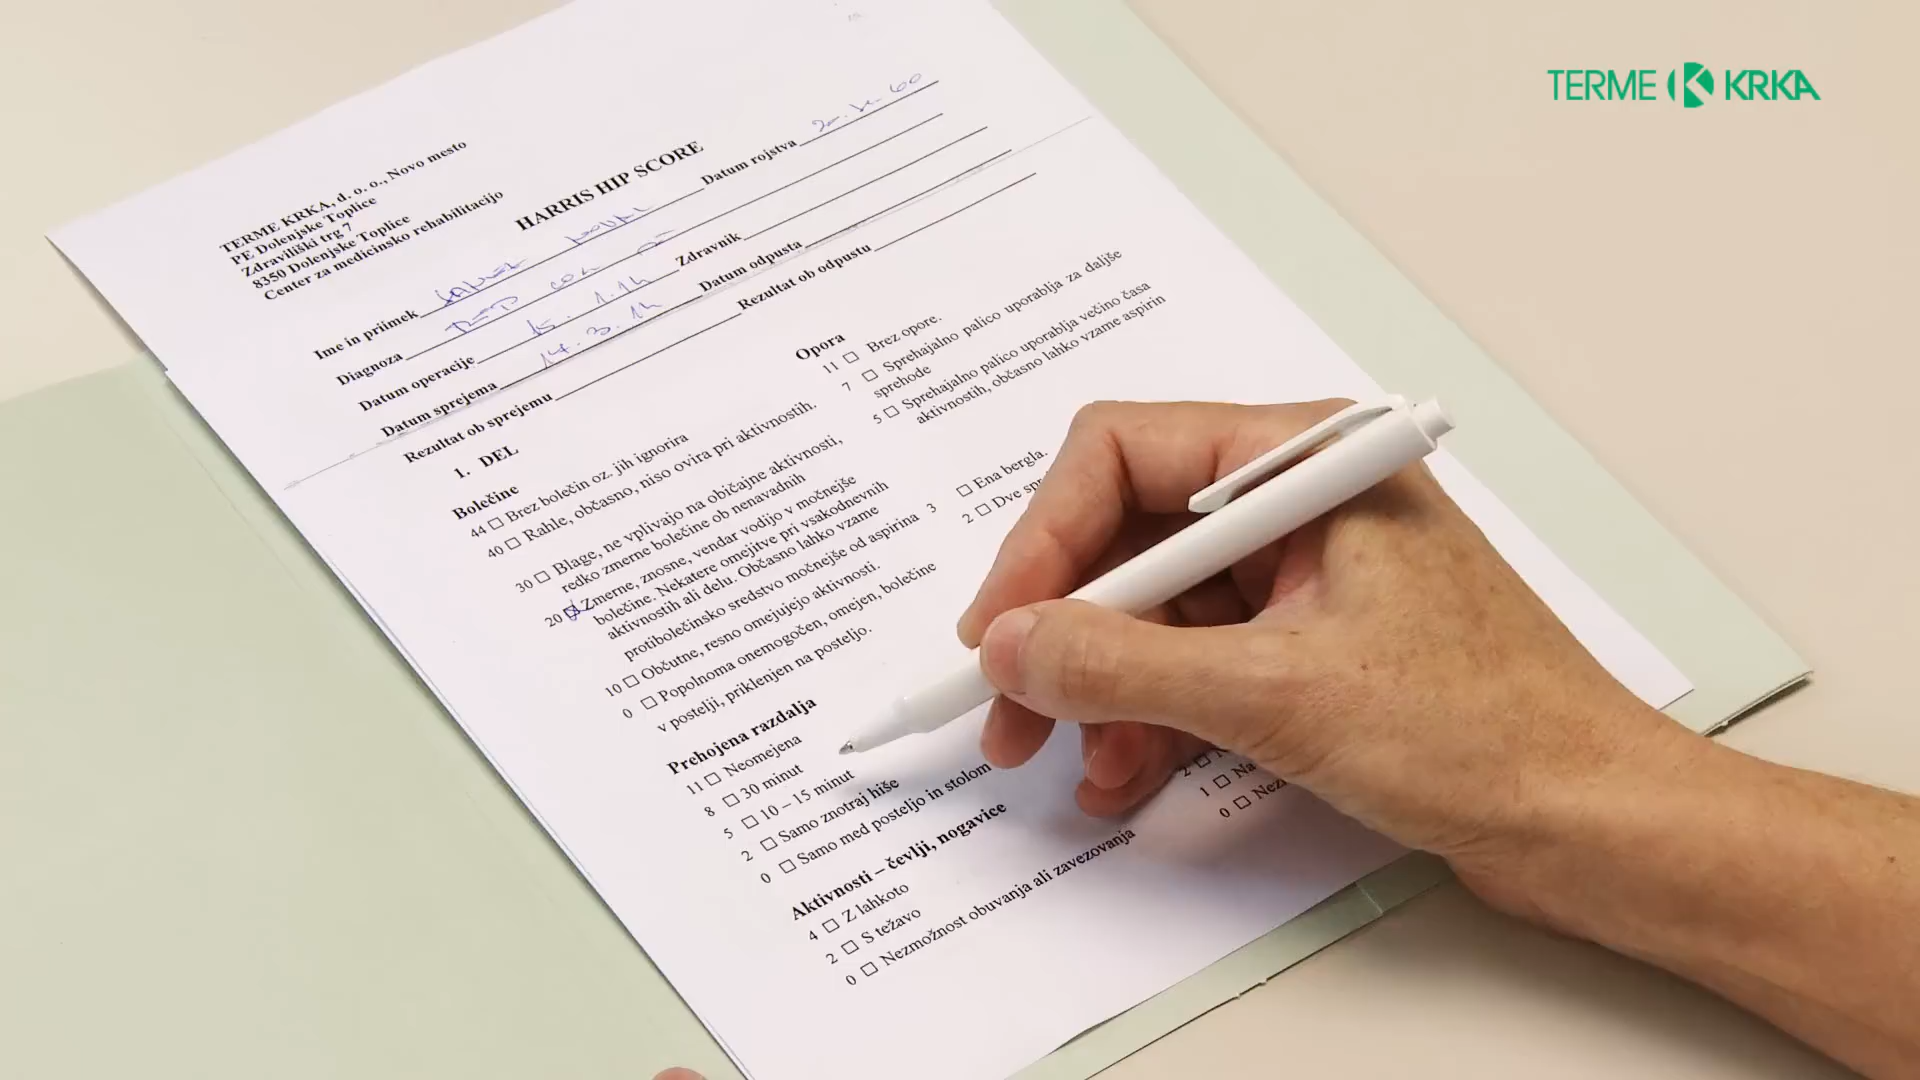 TERME KRKA
TERME KRKA, d. o. o., Novo mesto
PE Dolenjske Toplice
Zdraviliški trg 7
8350 Dolenjske Toplice
Center za medicinsko rehabilitacijo
HARRIS HIP SCORE
Ime in priimek Datum rojstva
Diagnoza
Datum operacije 15. 1. 14 Zdravnik
Datum sprejema 14. 3. 14 Datum odpusta
Rezultat ob sprejemu Rezultat ob odpustu
1. DEL
Bolečine
44 ☐ Brez bolečin oz. jih ignorira
40 ☐ Rahle, občasno, niso ovira pri aktivnostih.
30 ☐ Blage, ne vplivajo na običajne aktivnosti,
redko zmerne bolečine ob nenavadnih
20 ☑ Zmerne, znosne, vendar vodijo v močnejše
bolečine. Nekatere omejitve pri vsakodnevnih
aktivnostih ali delu. Občasno lahko vzame
protibolečinsko sredstvo močnejše od aspirina
10 ☐ Občutne, resno omejujejo aktivnosti.
0 ☐ Popolnoma onemogočen, omejen, bolečine
v postelji, priklenjen na posteljo.
Prehojena razdalja
11 ☐ Neomejena
8 ☐ 30 minut
5 ☐ 10 – 15 minut
2 ☐ Samo znotraj hiše
0 ☐ Samo med posteljo in stolom
Aktivnosti – čevlji, nogavice
4 ☐ Z lahkoto
2 ☐ S težavo
0 ☐ Nezmožnost obuvanja ali zavezovanja
Opora
11 ☐ Brez opore.
7 ☐ Sprehajalno palico uporablja za daljše
sprehode
5 ☐ Sprehajalno palico uporablja večino časa
aktivnostih, občasno lahko vzame aspirin
3 ☐ Ena bergla.
2 ☐ Dve
2 ☐
1 ☐ Na
0 ☐